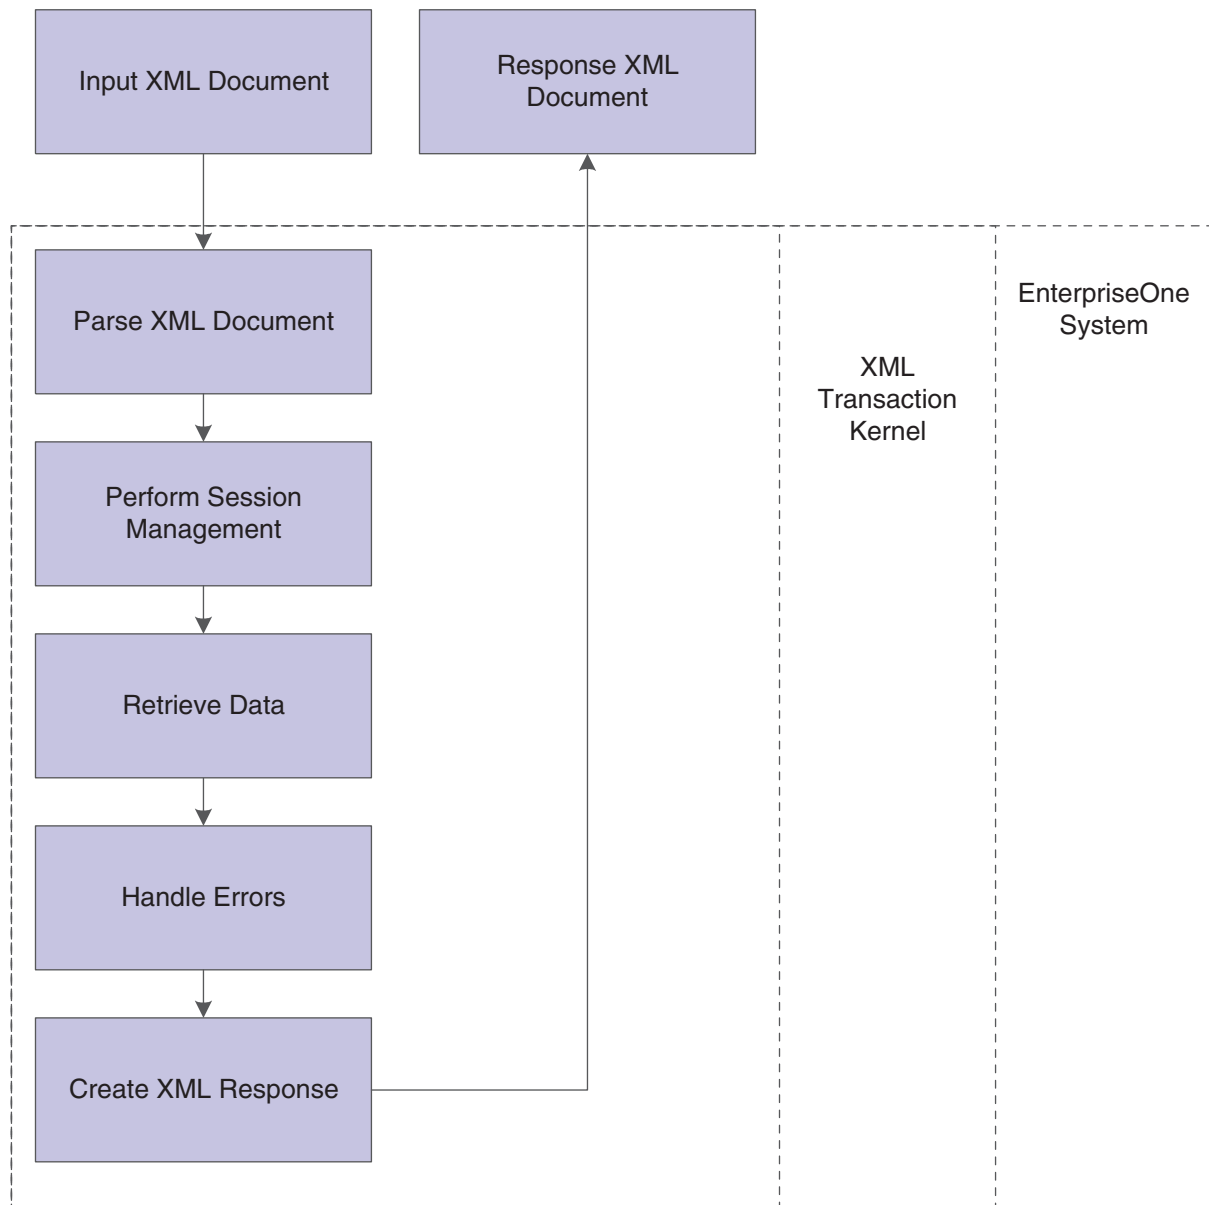 Input XML Document
Response XML
Document
Parse XML Document
EnterpriseOne
System
XML
Transaction
Kernel
Perform Session
Management
Retrieve Data
Handle Errors
Create XML Response